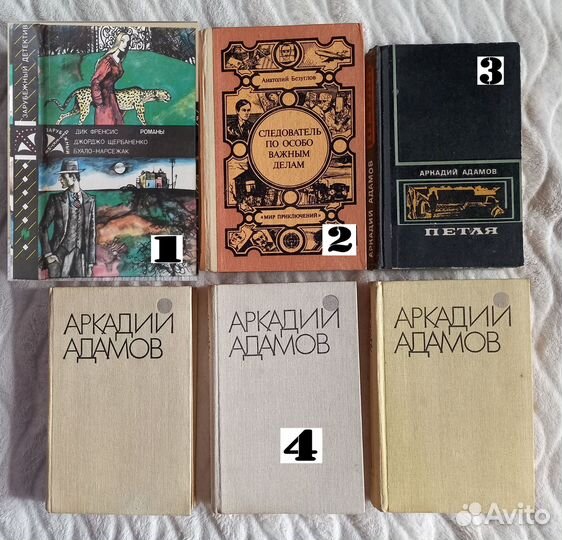 ЗАРУБЕЖНЫЙ ДЕТЕКТИВ
ДИК ФРЕНСИС РОМАНЫ
ДЖОРДЖО ЩЕРБАНЕНКО
БУАЛО-НАРСЕЖАК
1
Анатолий Безуглов
СЛЕДОВАТЕЛЬ
ПО ОСОБО
ВАЖНЫМ
ДЕЛАМ
«МИР ПРИКЛЮЧЕНИЙ»
2
АРКАДИЙ АДАМОВ
3
АРКАДИЙ АДАМОВ
ПЕТЛЯ
АРКАДИЙ
АДАМОВ
АРКАДИЙ
АДАМОВ
4
АРКАДИЙ
АДАМОВ
Avito